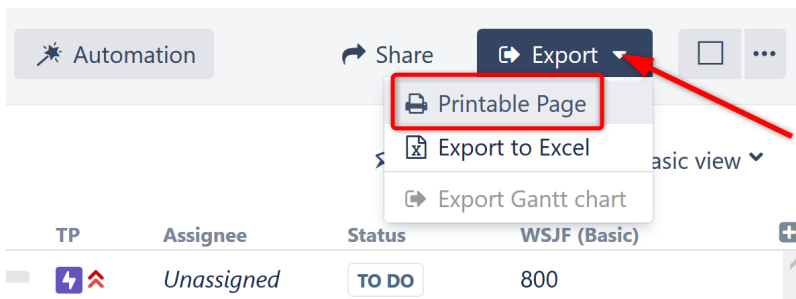 Automation
Share
Export
Printable Page
Export to Excel
asic view
Export Gantt chart
TP
Assignee
Status
WSJF (Basic)
Unassigned
TO DO
800